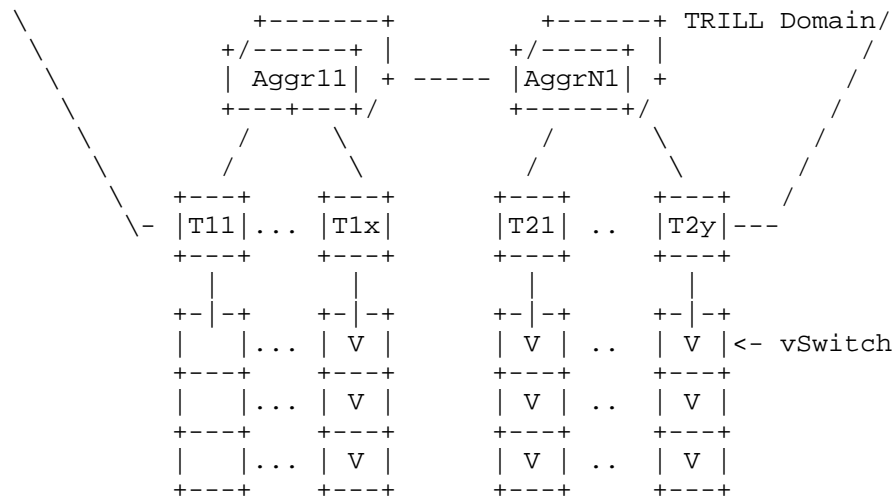 \              +-------+         +------+ TRILL Domain/
 \           +/------+ |       +/-----+ |            /
  \          | Aggr11| + ----- |AggrN1| +           /
   \         +---+---+/        +------+/           /
    \         /     \            /      \         /
     \       /       \          /        \       /
      \   +---+    +---+      +---+     +---+   /
       \- |T11|... |T1x|      |T21| ..  |T2y|---
          +---+    +---+      +---+     +---+
            |        |          |         |
          +-|-+    +-|-+      +-|-+     +-|-+
          |   |... | V |      | V | ..  | V |<- vSwitch
          +---+    +---+      +---+     +---+
          |   |... | V |      | V | ..  | V |
          +---+    +---+      +---+     +---+
          |   |... | V |      | V | ..  | V |
          +---+    +---+      +---+     +---+